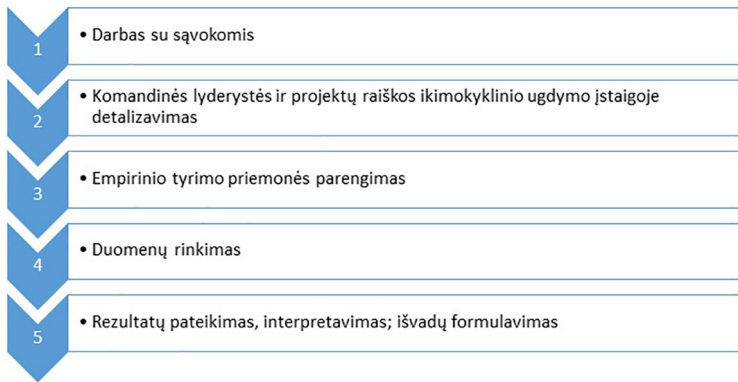 1
• Darbas su sąvokomis
2
• Komandinės lyderystės ir projektų raiškos ikimokyklinio ugdymo įstaigoje
detalizavimas
3
• Empirinio tyrimo priemonės parengimas
4
• Duomenų rinkimas
5
• Rezultatų pateikimas, interpretavimas; išvadų formulavimas